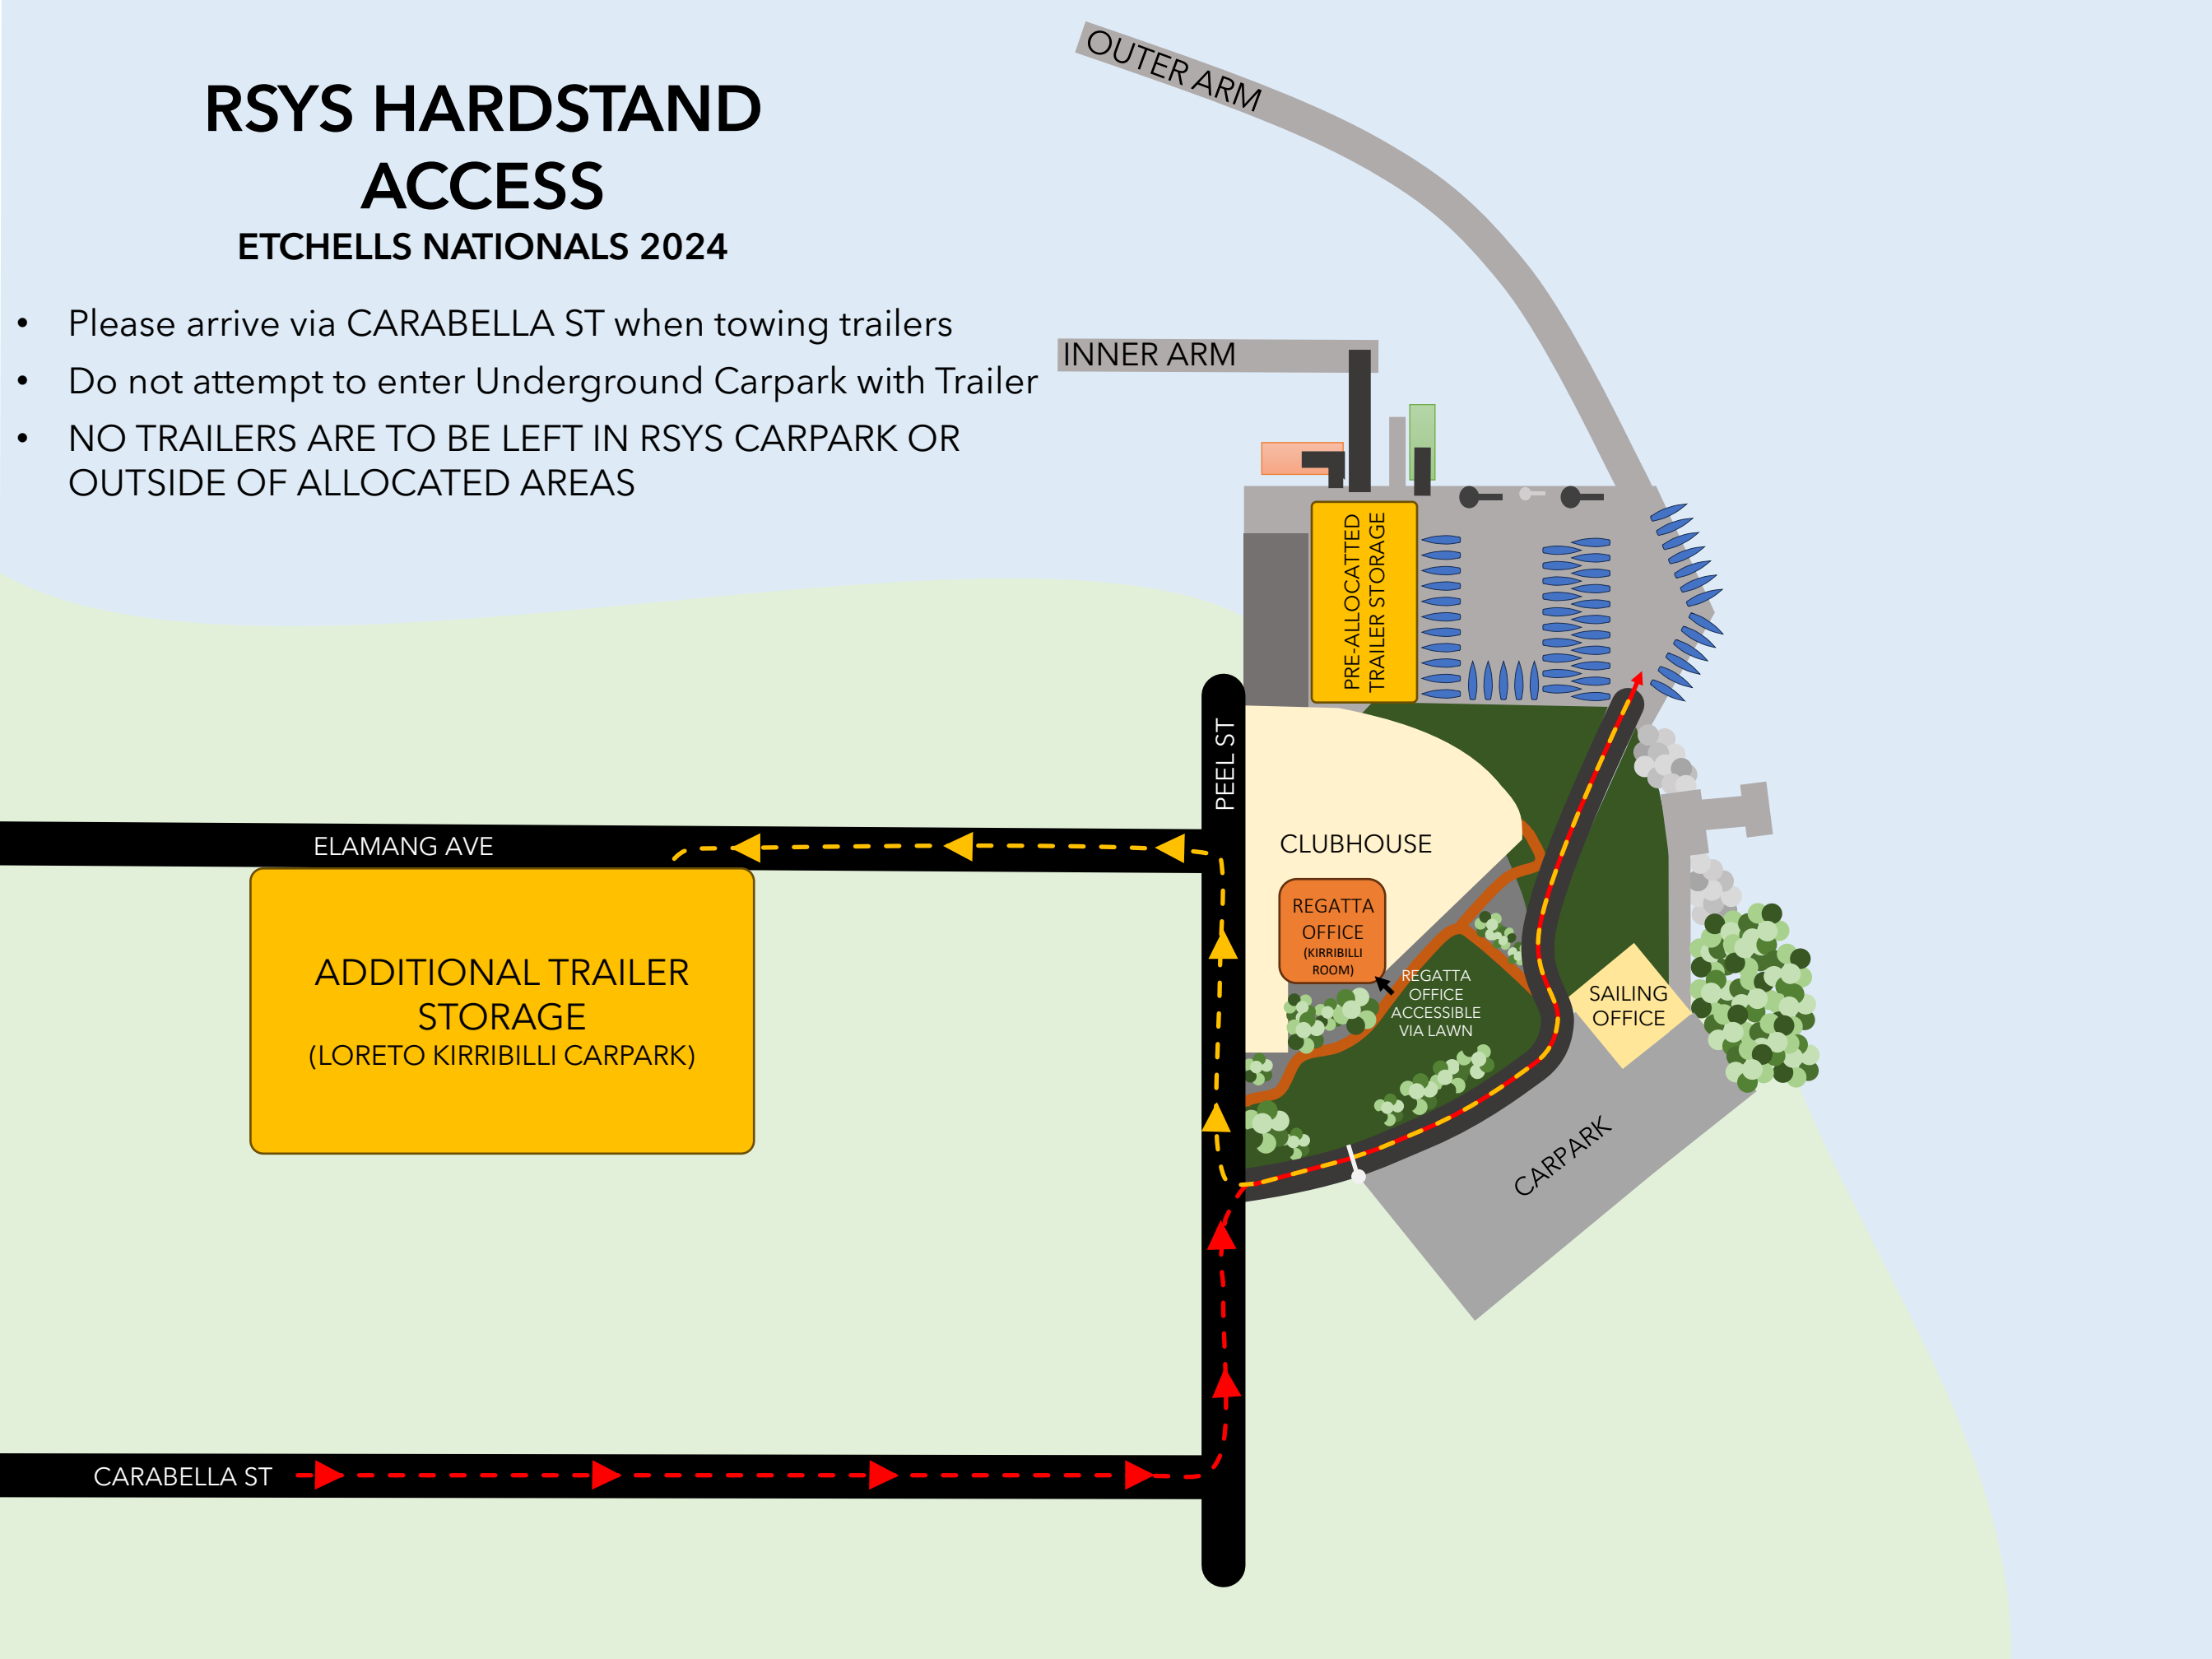 RSYS HARDSTAND
ACCESS
ETCHELLS NATIONALS 2024
• Please arrive via CARABELLA ST when towing trailers
• Do not attempt to enter Underground Carpark with Trailer
• NO TRAILERS ARE TO BE LEFT IN RSYS CARPARK OR
OUTSIDE OF ALLOCATED AREAS
OUTER ARM
INNER ARM
PRE-ALLOCATTED
TRAILER STORAGE
PEEL ST
ELAMANG AVE
CLUBHOUSE
REGATTA
OFFICE
(KIRRIBILLI
ROOM)
REGATTA
OFFICE
ACCESSIBLE
VIA LAWN
SAILING
OFFICE
ADDITIONAL TRAILER
STORAGE
(LORETO KIRRIBILLI CARPARK)
CARPARK
CARABELLA ST